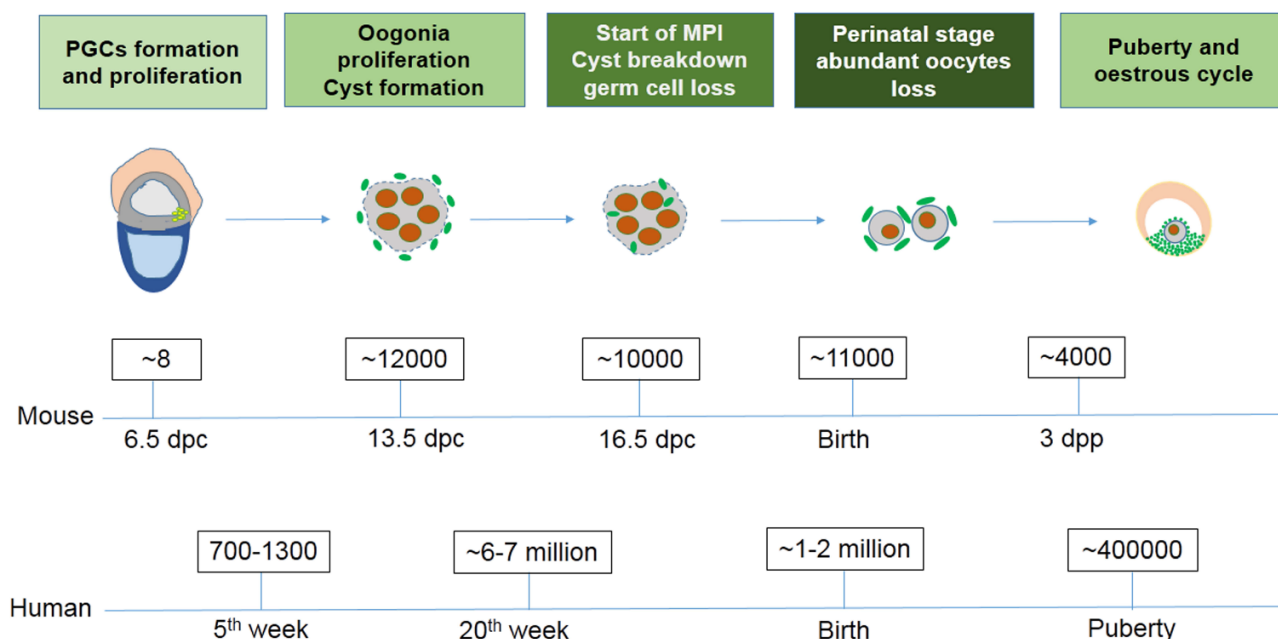 PGCs formation
and proliferation
Oogonia
proliferation
Cyst formation
Start of MPI
Cyst breakdown
germ cell loss
Perinatal stage
abundant oocytes
loss
Puberty and
oestrous cycle
~8
~12000
~10000
~11000
~4000
Mouse
6.5 dpc
13.5 dpc
16.5 dpc
Birth
3 dpp
700-1300
~6-7 million
~1-2 million
~400000
Human
5th week
20th week
Birth
Puberty